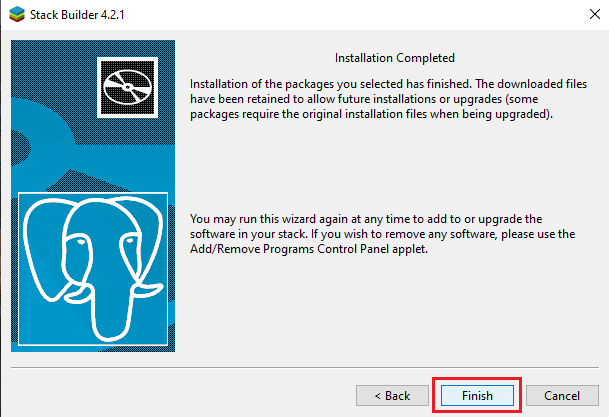 Stack Builder 4.2.1
Installation Completed
Installation of the packages you selected has finished. The downloaded files
have been retained to allow future installations or upgrades (some
packages require the original installation files when being upgraded).
You may run this wizard again at any time to add to or upgrade the
software in your stack. If you wish to remove any software, please use the
Add/Remove Programs Control Panel applet.
< Back
Finish
Cancel